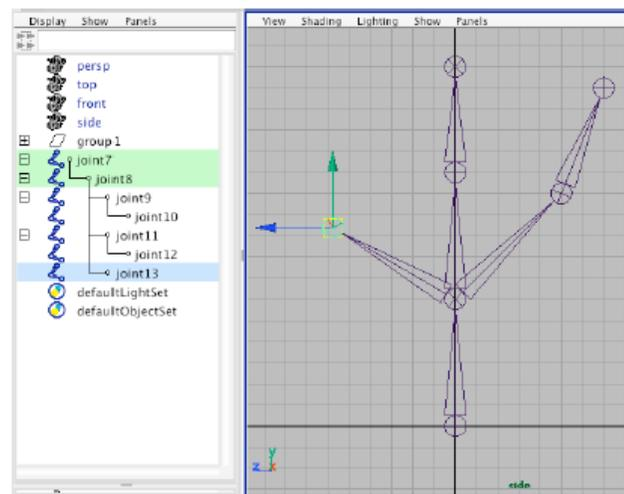 Display Show Panels
View Shading Lighting Show Panels
persp
top
front
side
group1
joint7
joint8
joint9
joint10
joint11
joint12
joint13
defaultLightSet
defaultObjectSet
y
z x
side